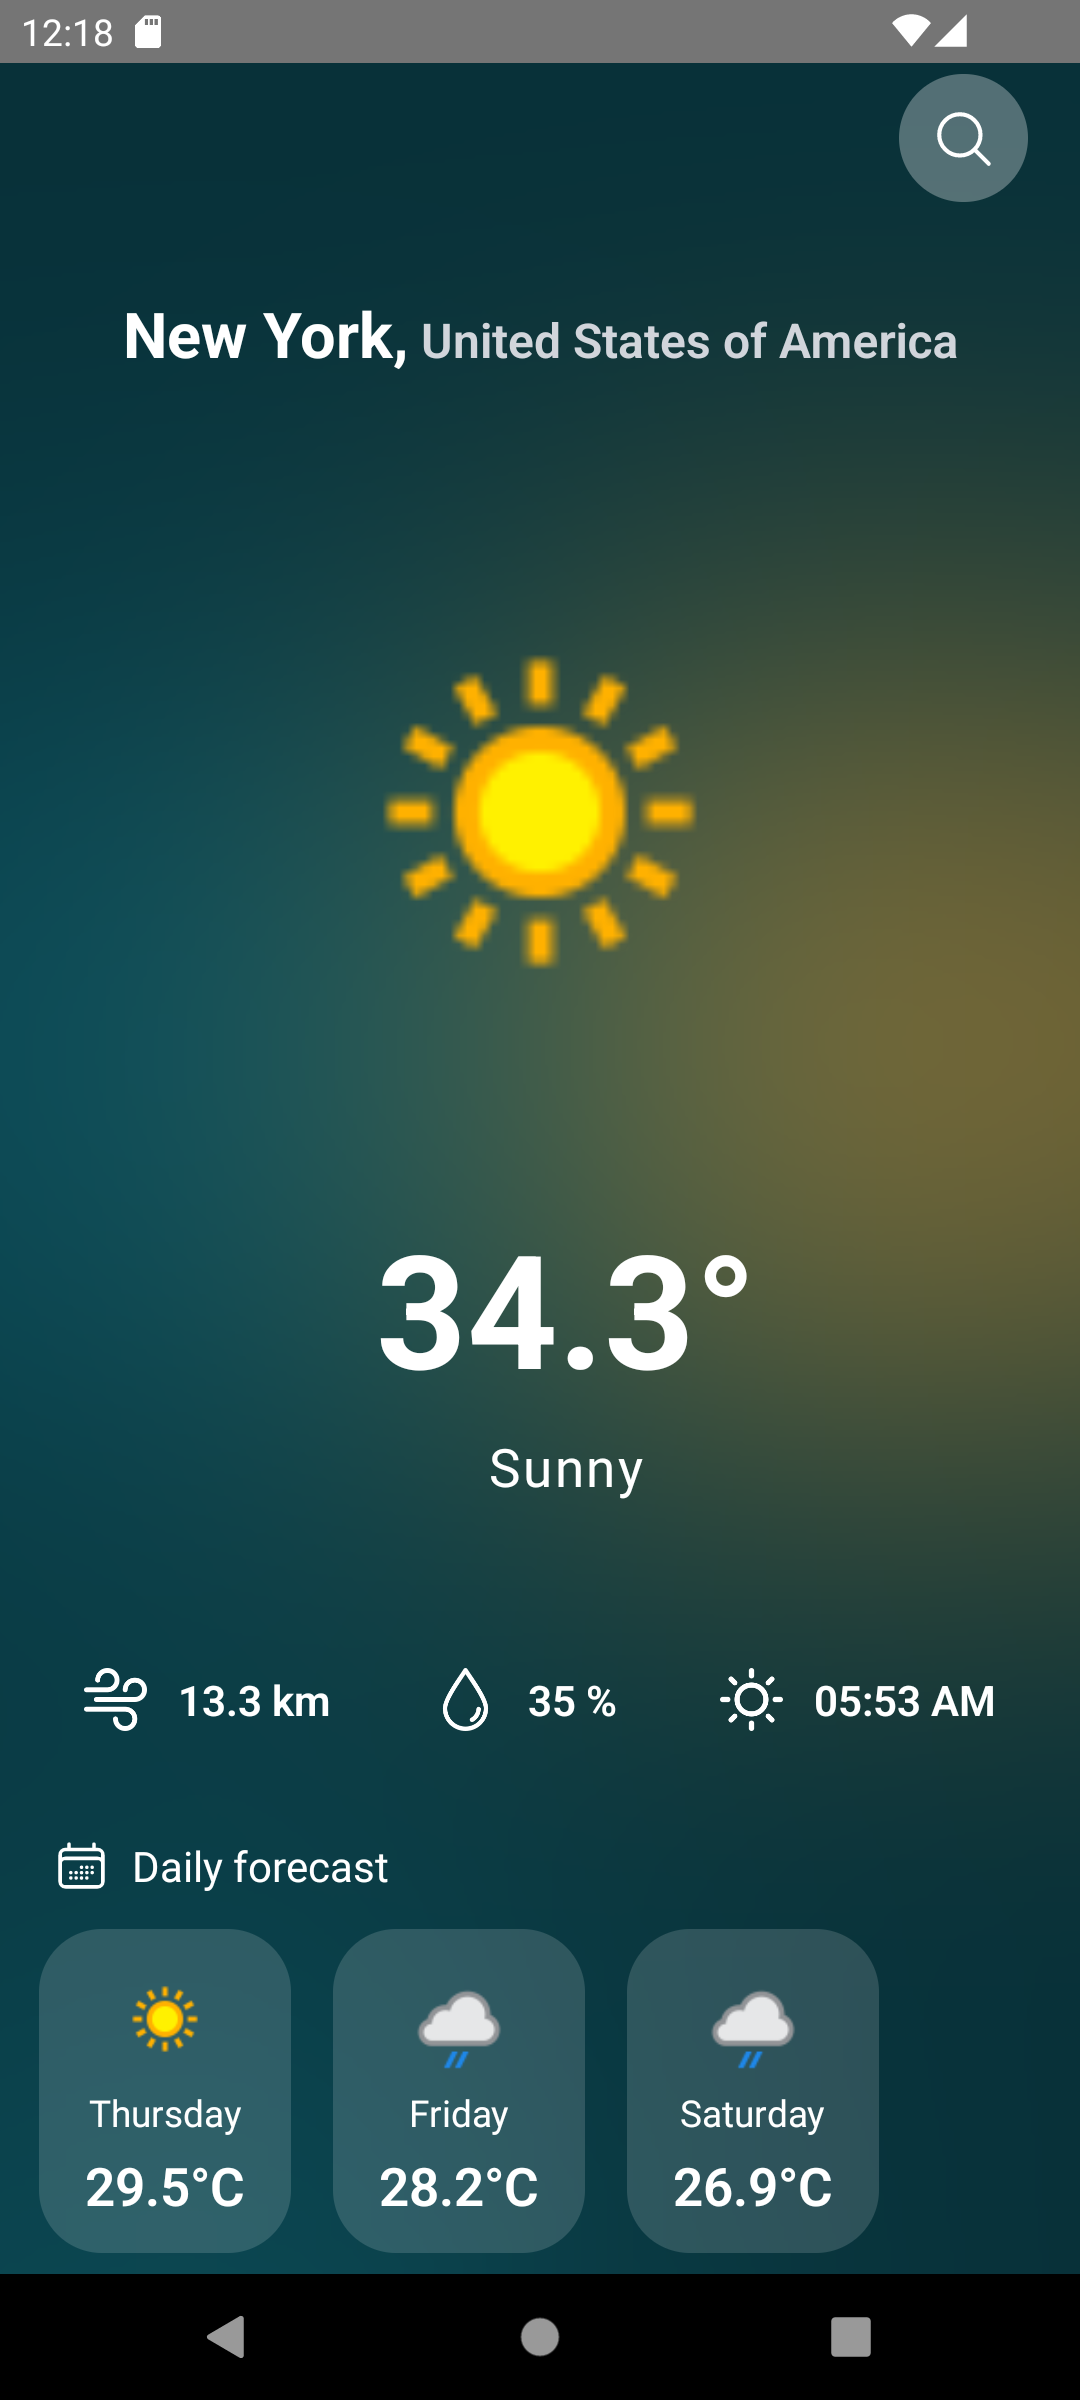 12:18
New York, United States of America
34.3°
Sunny
13.3 km 35 % 05:53 AM
Daily forecast
Thursday Friday Saturday
29.5°C 28.2°C 26.9°C